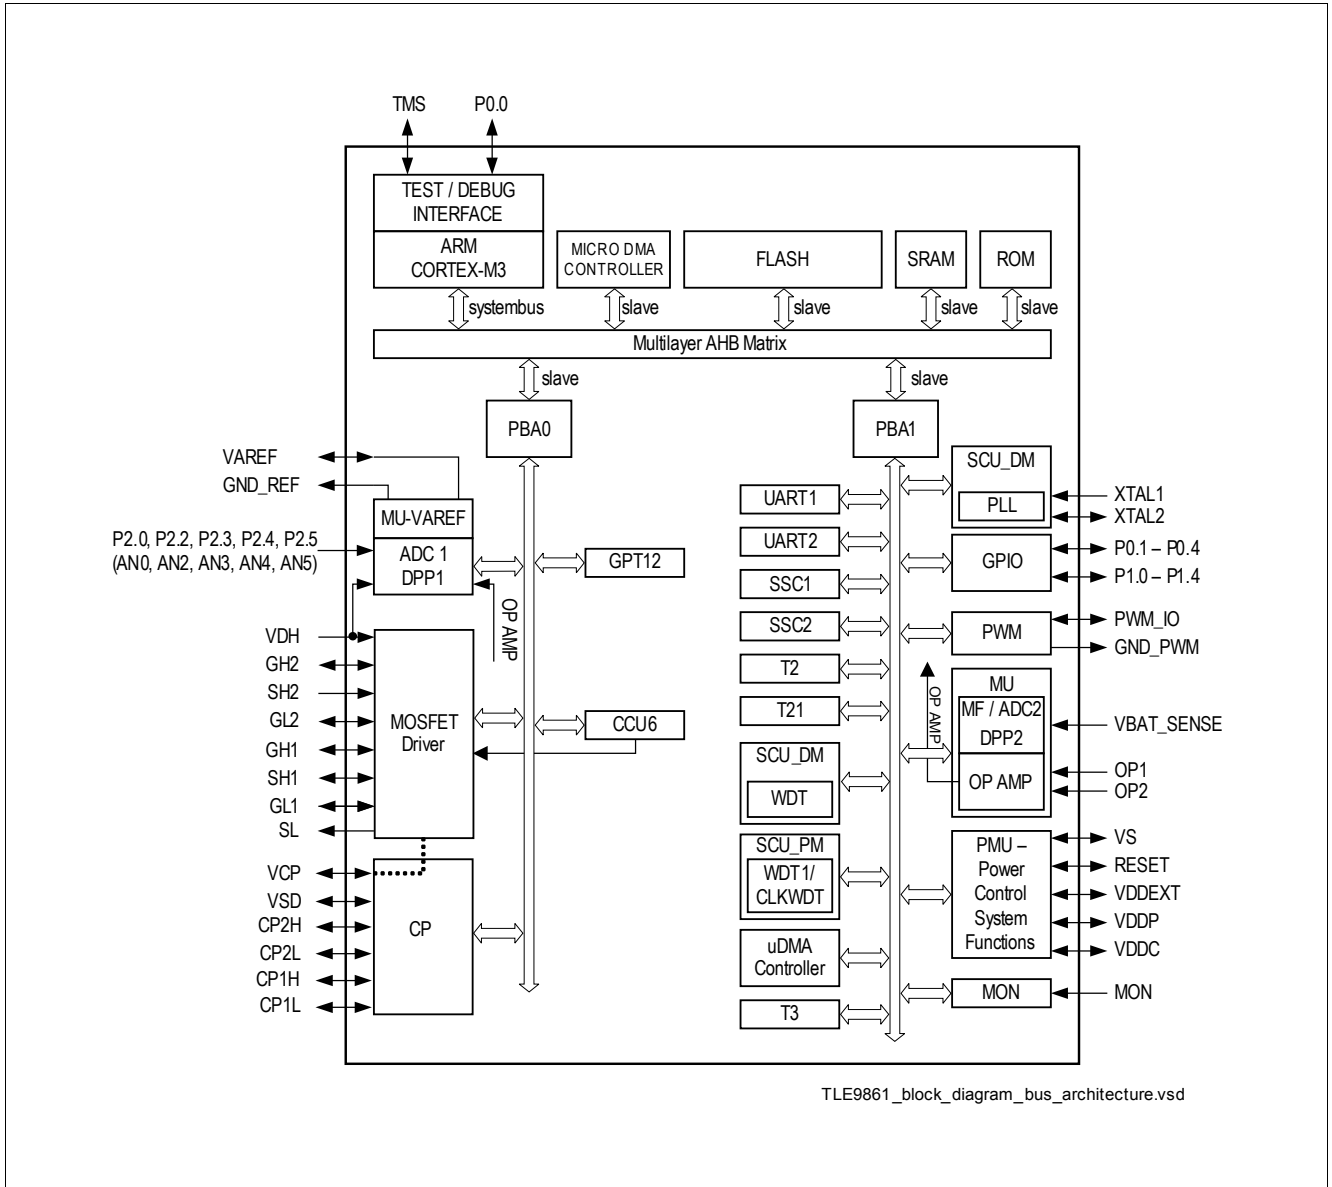 TMS
P0.0
TEST / DEBUG
INTERFACE
ARM
CORTEX-M3
MICRO DMA
CONTROLLER
FLASH
SRAM
ROM
systembus
slave
slave
slave
slave
Multilayer AHB Matrix
slave
slave
PBA0
PBA1
VAREF
GND_REF
MU-VAREF
P2.0, P2.2, P2.3, P2.4, P2.5
(AN0, AN2, AN3, AN4, AN5)
ADC 1
DPP1
OP AMP
GPT12
VDH
GH2
SH2
GL2
GH1
SH1
GL1
SL
MOSFET
Driver
CCU6
VCP
VSD
CP2H
CP2L
CP1H
CP1L
CP
UART1
UART2
SSC1
SSC2
T2
T21
SCU_DM
WDT
SCU_PM
WDT1/
CLKWDT
uDMA
Controller
T3
SCU_DM
PLL
XTAL1
XTAL2
GPIO
P0.1 – P0.4
P1.0 – P1.4
PWM
PWM_IO
GND_PWM
OP AMP
MU
MF / ADC2
DPP2
OP AMP
VBAT_SENSE
OP1
OP2
PMU –
Power
Control
System
Functions
VS
RESET
VDDEXT
VDDP
VDDC
MON
MON
TLE9861_block_diagram_bus_architecture.vsd